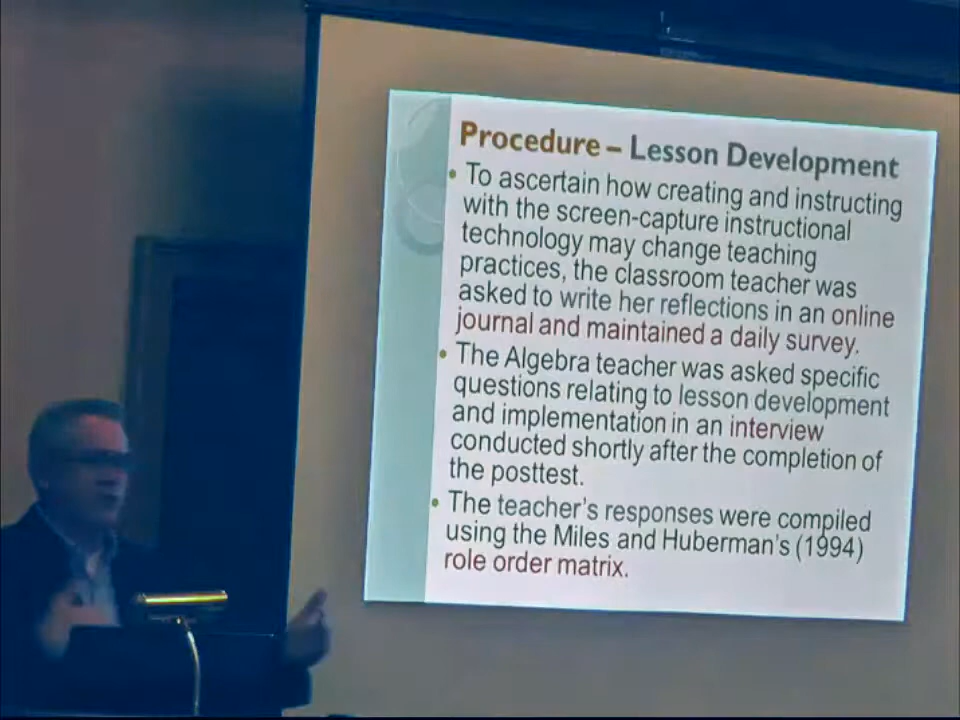 Procedure – Lesson Development
• To ascertain how creating and instructing
with the screen-capture instructional
technology may change teaching
practices, the classroom teacher was
asked to write her reflections in an online
journal and maintained a daily survey.
• The Algebra teacher was asked specific
questions relating to lesson development
and implementation in an interview
conducted shortly after the completion of
the posttest.
• The teacher's responses were compiled
using the Miles and Huberman's (1994)
role order matrix.